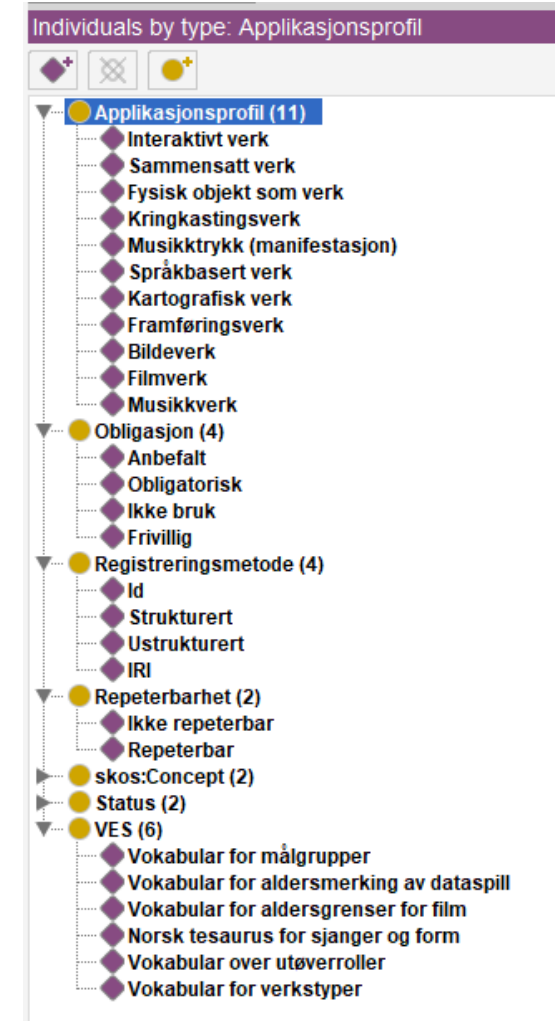 Individuals by type: Applikasjonsprofil
Applikasjonsprofil (11)
Interaktivt verk
Sammensatt verk
Fysisk objekt som verk
Kringkastingsverk
Musikktrykk (manifestasjon)
Språkbasert verk
Kartografisk verk
Framføringsverk
Bildeverk
Filmverk
Musikkverk
Obligasjon (4)
Anbefalt
Obligatorisk
Ikke bruk
Frivillig
Registreringsmetode (4)
Id
Strukturert
Ustrukturert
IRI
Repeterbarhet (2)
Ikke repeterbar
Repeterbar
skos:Concept (2)
Status (2)
VES (6)
Vokabular for målgrupper
Vokabular for aldersmerking av dataspill
Vokabular for aldersgrenser for film
Norsk tesaurus for sjanger og form
Vokabular over utøverroller
Vokabular for verkstyper